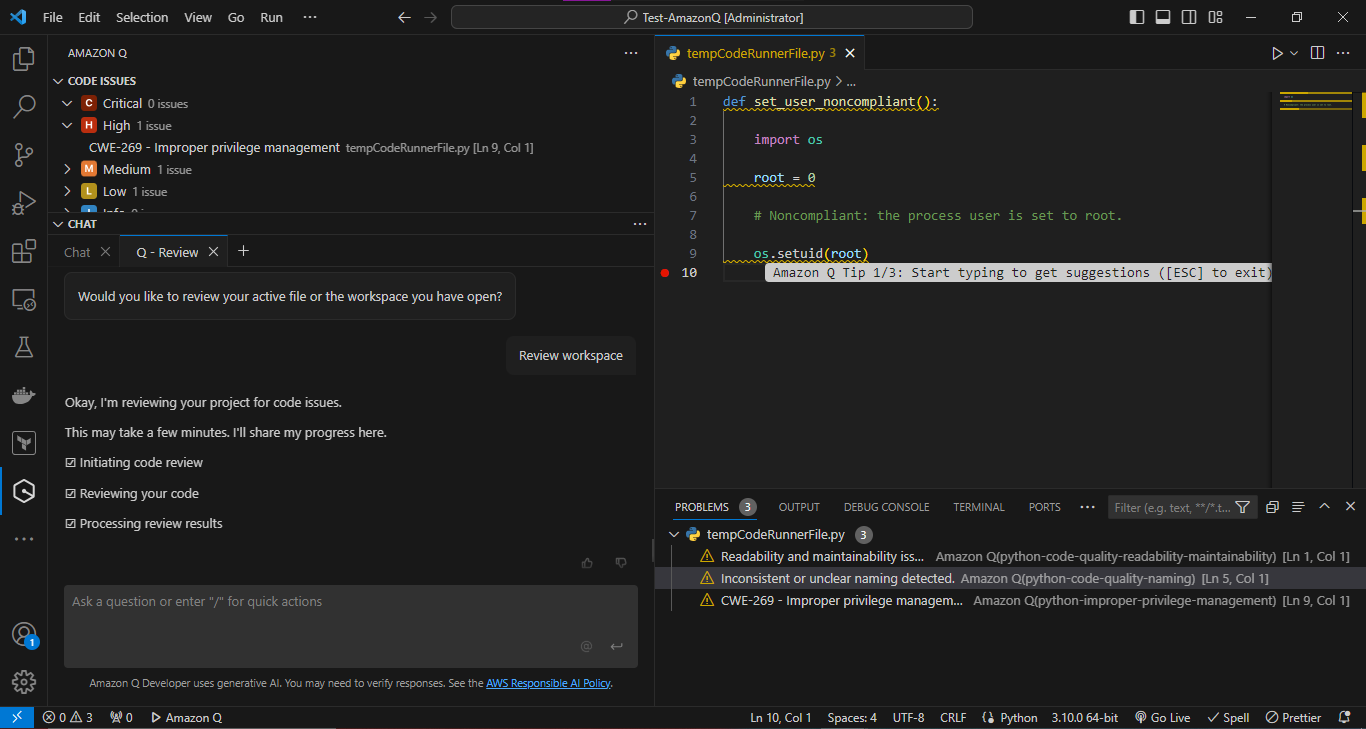 File Edit Selection View Go Run ···
Test-AmazonQ [Administrator]
AMAZON Q
CODE ISSUES
C Critical 0 issues
H High 1 issue
CWE-269 - Improper privilege management tempCodeRunnerFile.py [Ln 9, Col 1]
M Medium 1 issue
L Low 1 issue
CHAT
Chat Q - Review
Would you like to review your active file or the workspace you have open?
Review workspace
Okay, I'm reviewing your project for code issues.
This may take a few minutes. I'll share my progress here.
☑ Initiating code review
☑ Reviewing your code
☑ Processing review results
Ask a question or enter "/" for quick actions
@
Amazon Q Developer uses generative AI. You may need to verify responses. See the AWS Responsible AI Policy.
1
tempCodeRunnerFile.py 3
tempCodeRunnerFile.py > ...
1 def set_user_noncompliant():
2
3 import os
4
5 root = 0
6
7 # Noncompliant: the process user is set to root.
8
9 os.setuid(root)
10 Amazon Q Tip 1/3: Start typing to get suggestions ([ESC] to exit)
PROBLEMS 3 OUTPUT DEBUG CONSOLE TERMINAL PORTS ··· Filter (e.g. text, **/*.t...
tempCodeRunnerFile.py 3
Readability and maintainability iss... Amazon Q(python-code-quality-readability-maintainability) [Ln 1, Col 1]
Inconsistent or unclear naming detected. Amazon Q(python-code-quality-naming) [Ln 5, Col 1]
CWE-269 - Improper privilege managem... Amazon Q(python-improper-privilege-management) [Ln 9, Col 1]
0 3 0 Amazon Q Ln 10, Col 1 Spaces: 4 UTF-8 CRLF Python 3.10.0 64-bit Go Live Spell Prettier